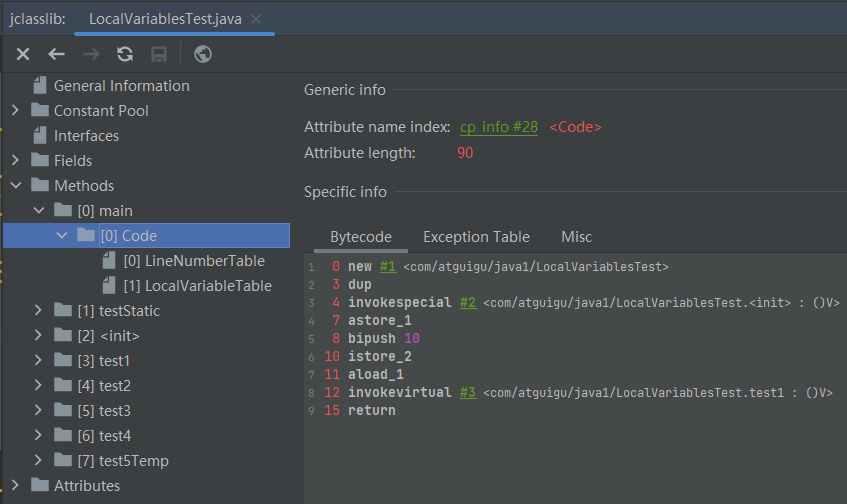 jclasslib: LocalVariablesTest.java
General Information
Constant Pool
Interfaces
Fields
Methods
[0] main
[0] Code
[0] LineNumberTable
[1] LocalVariableTable
[1] testStatic
[2] <init>
[3] test1
[4] test2
[5] test3
[6] test4
[7] test5Temp
Attributes
Generic info
Attribute name index: cp_info #28 <Code>
Attribute length: 90
Specific info
Bytecode Exception Table Misc
1 0 new #1 <com/atguigu/java1/LocalVariablesTest>
2 3 dup
3 4 invokespecial #2 <com/atguigu/java1/LocalVariablesTest.<init> : ()V>
4 7 astore_1
5 8 bipush 10
6 10 istore_2
7 11 aload_1
8 12 invokevirtual #3 <com/atguigu/java1/LocalVariablesTest.test1 : ()V>
9 15 return